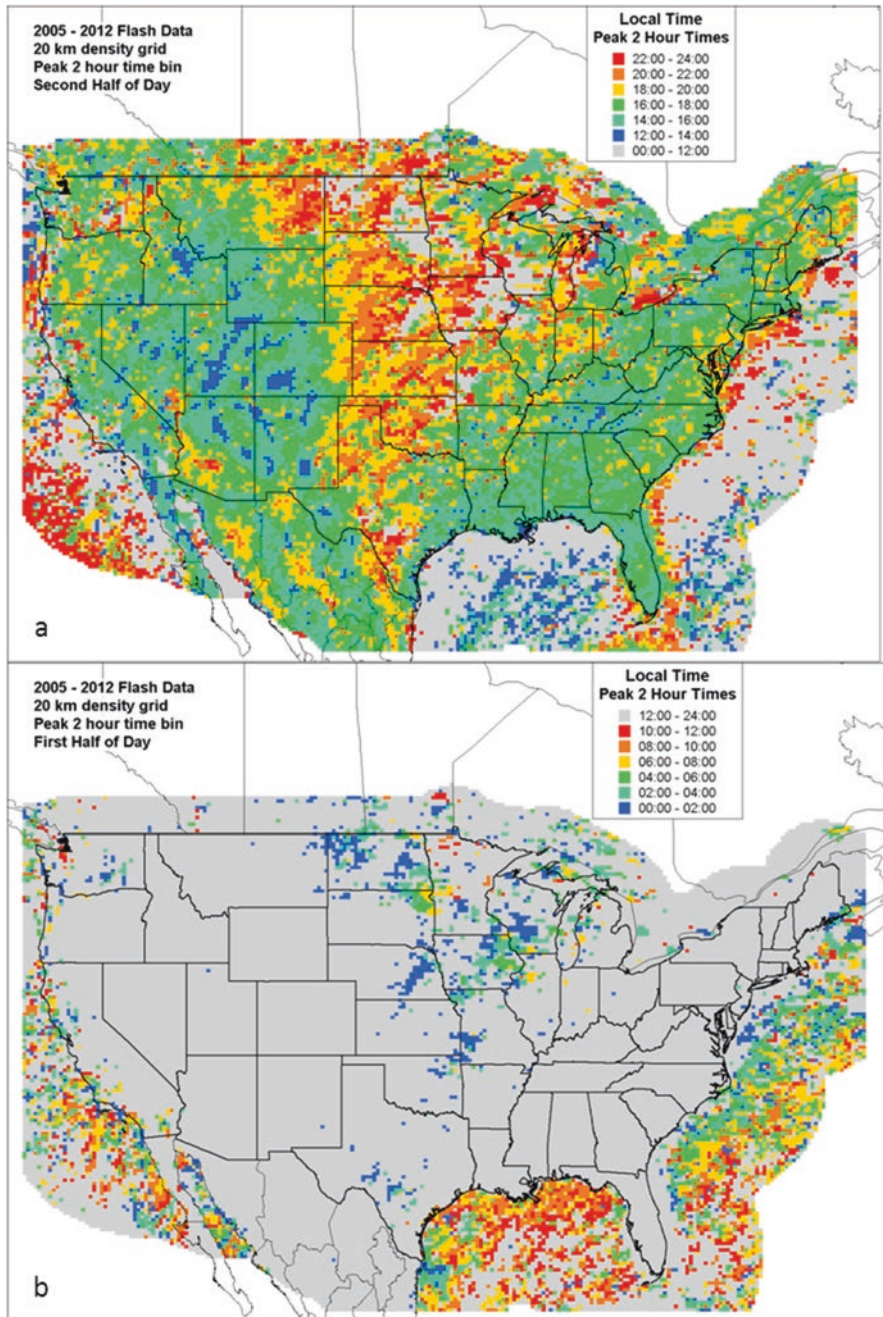 2005 - 2012 Flash Data
20 km density grid
Peak 2 hour time bin
Second Half of Day
Local Time
Peak 2 Hour Times
22:00 - 24:00
20:00 - 22:00
18:00 - 20:00
16:00 - 18:00
14:00 - 16:00
12:00 - 14:00
00:00 - 12:00
a
2005 - 2012 Flash Data
20 km density grid
Peak 2 hour time bin
First Half of Day
Local Time
Peak 2 Hour Times
12:00 - 24:00
10:00 - 12:00
08:00 - 10:00
06:00 - 08:00
04:00 - 06:00
02:00 - 04:00
00:00 - 02:00
b